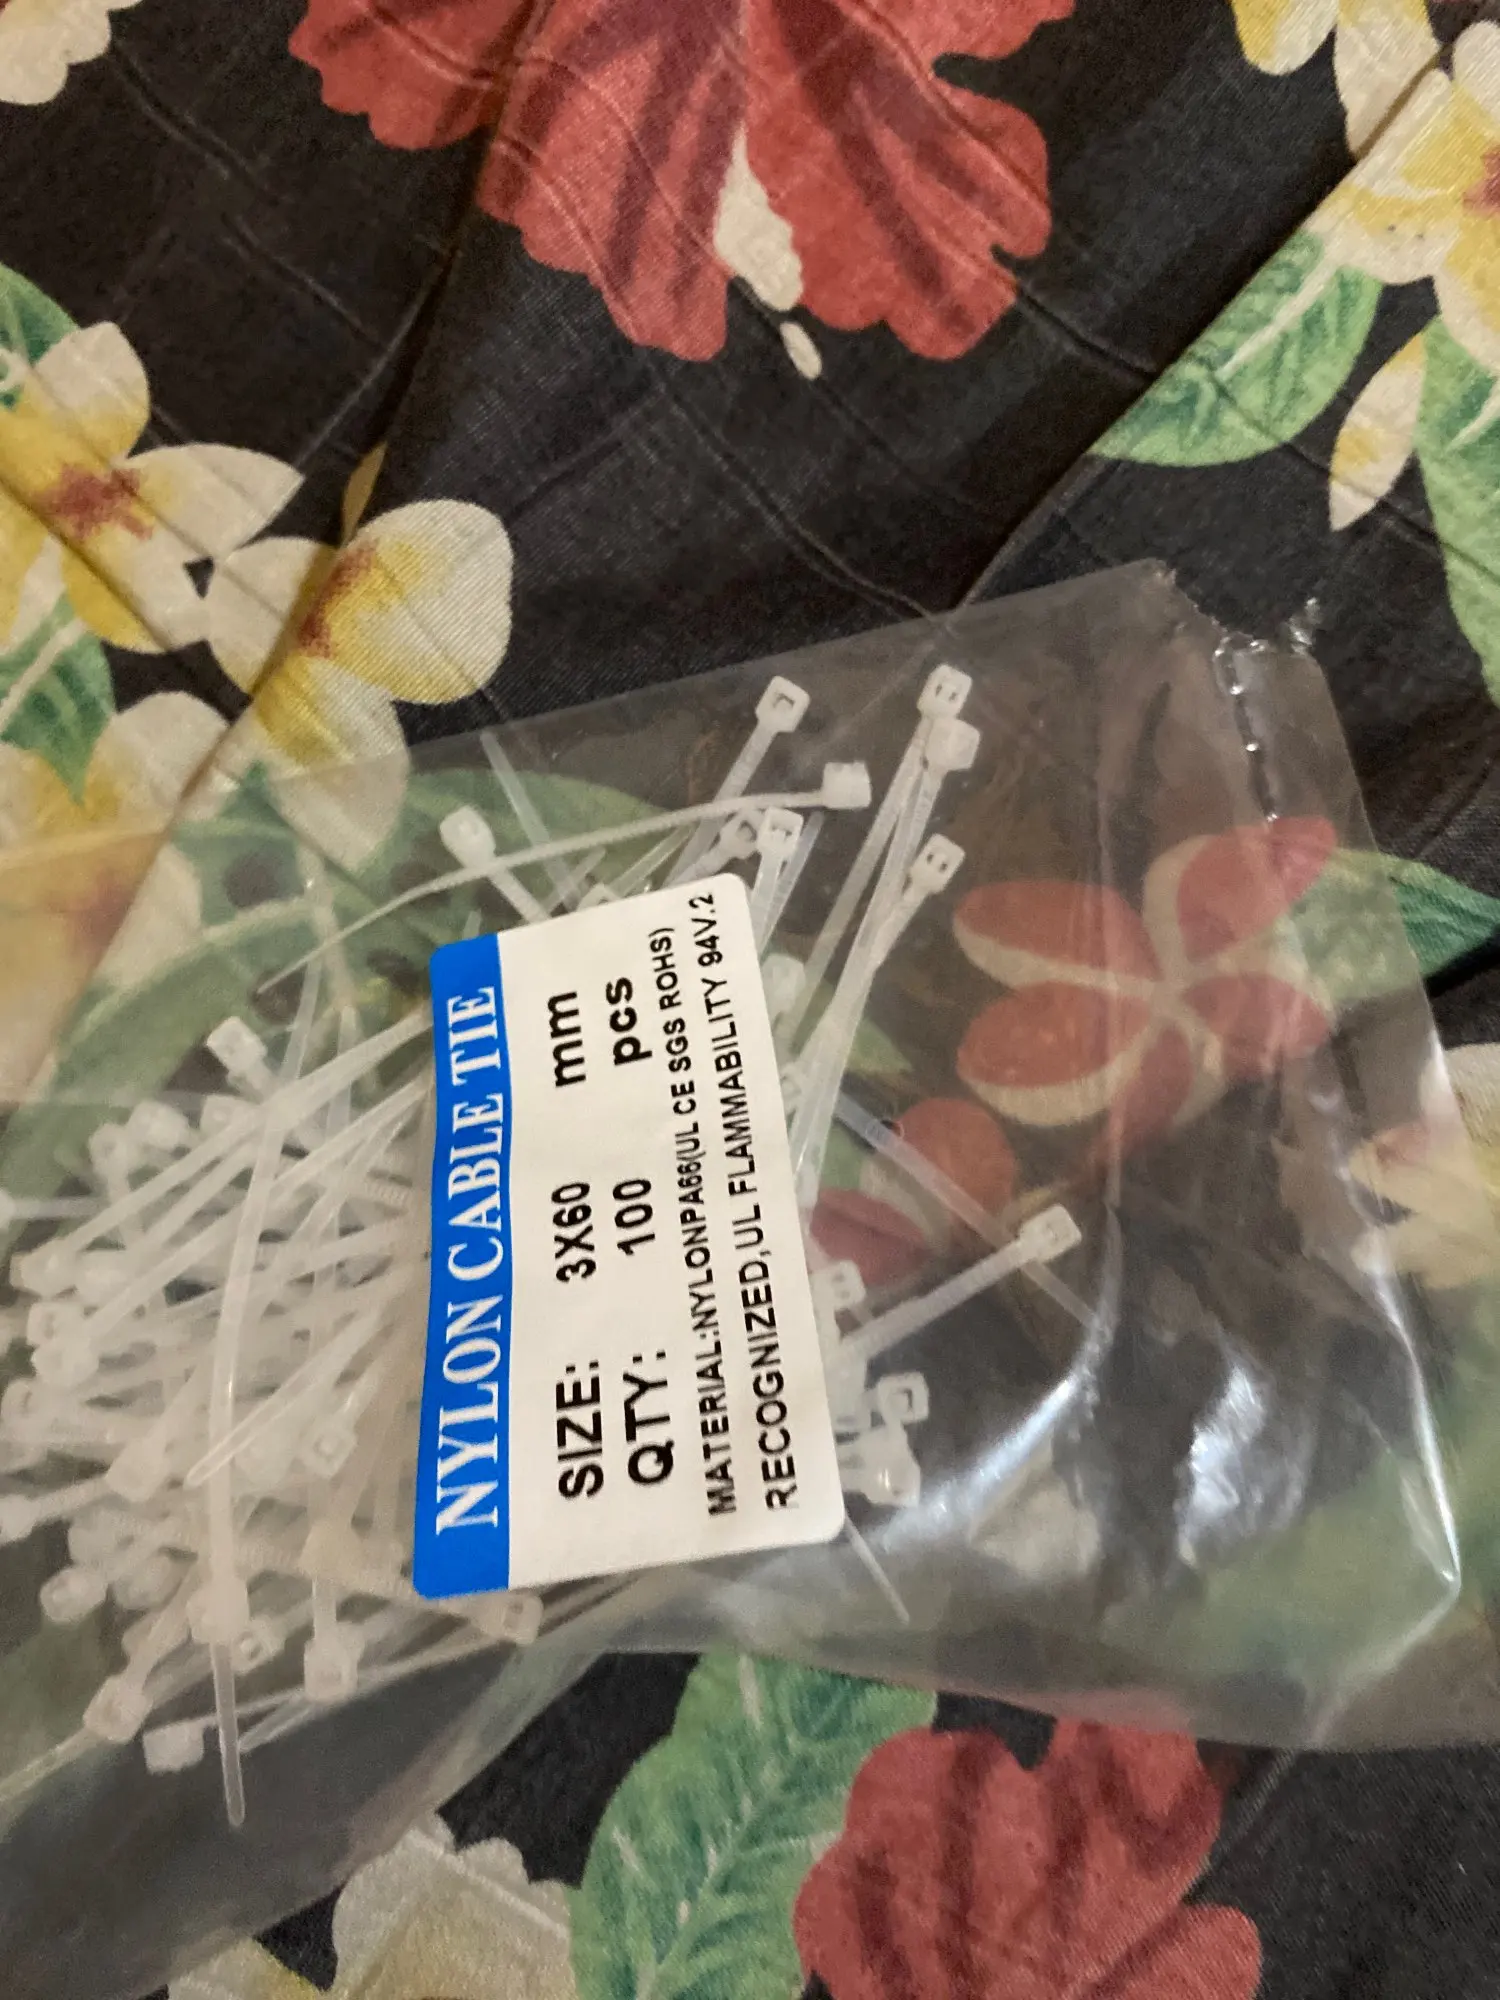 NYLON CABLE TIE
SIZE: 3X60 mm
QTY: 100 pcs
MATERIAL:NYLONPA66(UL CE SGS ROHS)
RECOGNIZED,UL FLAMMABILITY 94V.2